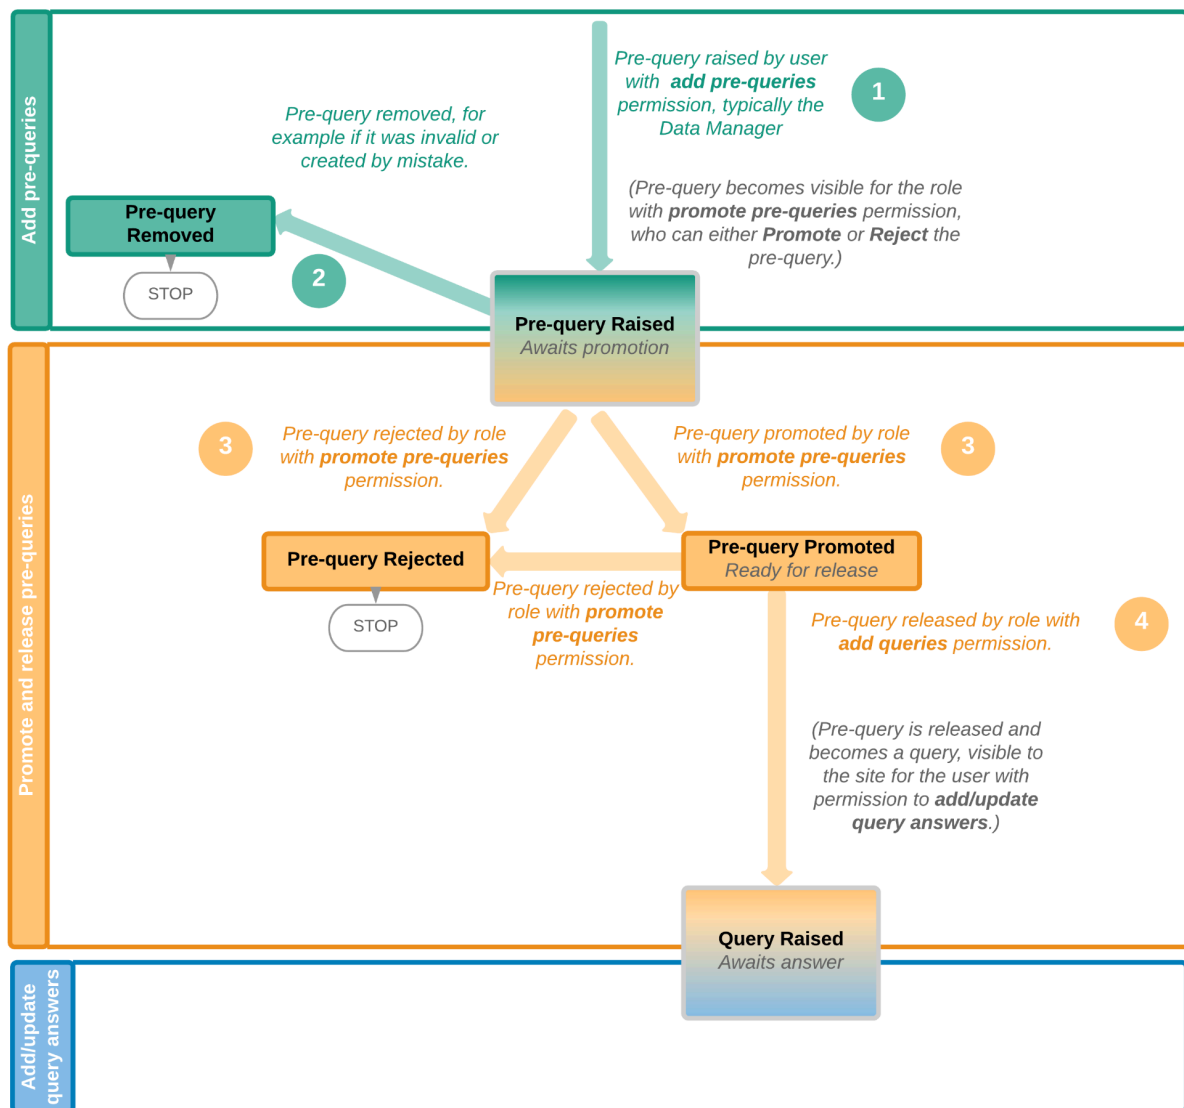 Add pre-queries
Pre-query raised by user
with add pre-queries
permission, typically the
Data Manager
1
Pre-query removed, for
example if it was invalid or
created by mistake.
(Pre-query becomes visible for the role
with promote pre-queries permission,
who can either Promote or Reject the
pre-query.)
Pre-query
Removed
2
STOP
Pre-query Raised
Awaits promotion
Promote and release pre-queries
3
Pre-query rejected by role
with promote pre-queries
permission.
Pre-query promoted by role
with promote pre-queries
permission.
3
Pre-query Rejected
Pre-query Promoted
Ready for release
STOP
Pre-query rejected by
role with promote
pre-queries
permission.
Pre-query released by role with
add queries permission.
4
(Pre-query is released and
becomes a query, visible to
the site for the user with
permission to add/update
query answers.)
Query Raised
Awaits answer
Add/update
query answers